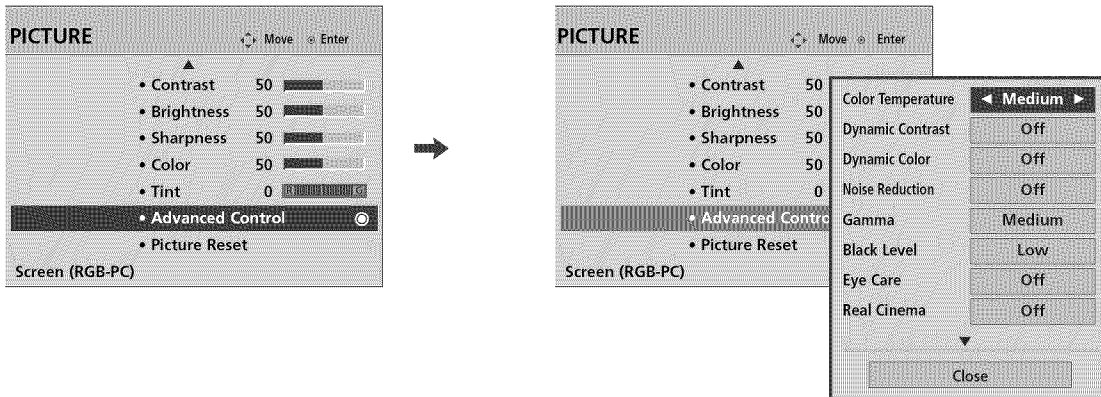 PICTURE
Move Enter
• Contrast 50
• Brightness 50
• Sharpness 50
• Color 50
• Tint 0 R G
• Advanced Control
• Picture Reset
Screen (RGB-PC)
PICTURE
Move Enter
• Contrast 50
• Brightness 50
• Sharpness 50
• Color 50
• Tint 0
• Advanced Contro
• Picture Reset
Screen (RGB-PC)
Color Temperature ◄ Medium ►
Dynamic Contrast Off
Dynamic Color Off
Noise Reduction Off
Gamma Medium
Black Level Low
Eye Care Off
Real Cinema Off
Close